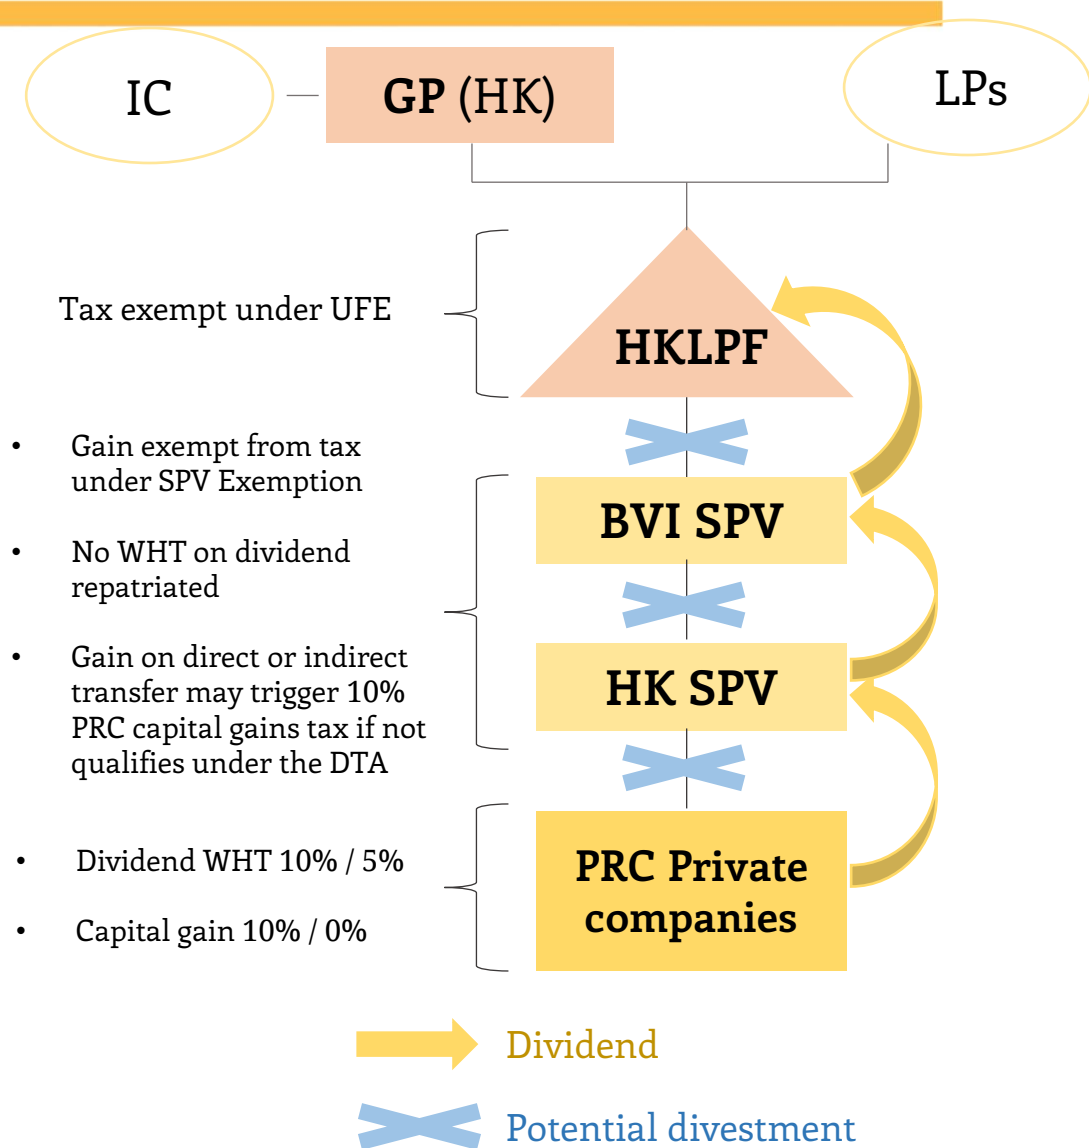 IC
GP (HK)
LPs
Tax exempt under UFE
HKLPF
• Gain exempt from tax
under SPV Exemption
• No WHT on dividend
repatriated
• Gain on direct or indirect
transfer may trigger 10%
PRC capital gains tax if not
qualifies under the DTA
BVI SPV
HK SPV
• Dividend WHT 10% / 5%
• Capital gain 10% / 0%
PRC Private
companies
Dividend
Potential divestment